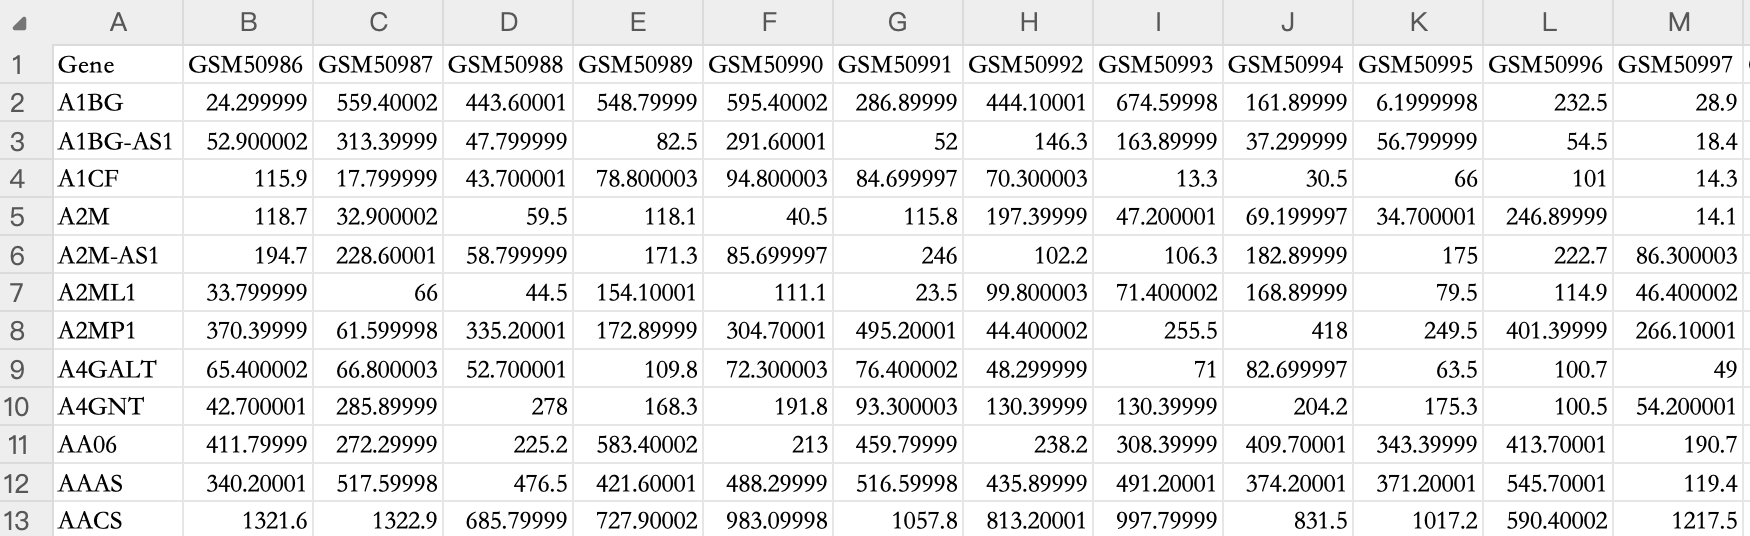 A B C D E F G H I J K L M
1 Gene GSM50986 GSM50987 GSM50988 GSM50989 GSM50990 GSM50991 GSM50992 GSM50993 GSM50994 GSM50995 GSM50996 GSM50997
2 A1BG 24.299999 559.40002 443.60001 548.79999 595.40002 286.89999 444.10001 674.59998 161.89999 6.1999998 232.5 28.9
3 A1BG-AS1 52.900002 313.39999 47.799999 82.5 291.60001 52 146.3 163.89999 37.299999 56.799999 54.5 18.4
4 A1CF 115.9 17.799999 43.700001 78.800003 94.800003 84.699997 70.300003 13.3 30.5 66 101 14.3
5 A2M 118.7 32.900002 59.5 118.1 40.5 115.8 197.39999 47.200001 69.199997 34.700001 246.89999 14.1
6 A2M-AS1 194.7 228.60001 58.799999 171.3 85.699997 246 102.2 106.3 182.89999 175 222.7 86.300003
7 A2ML1 33.799999 66 44.5 154.10001 111.1 23.5 99.800003 71.400002 168.89999 79.5 114.9 46.400002
8 A2MP1 370.39999 61.599998 335.20001 172.89999 304.70001 495.20001 44.400002 255.5 418 249.5 401.39999 266.10001
9 A4GALT 65.400002 66.800003 52.700001 109.8 72.300003 76.400002 48.299999 71 82.699997 63.5 100.7 49
10 A4GNT 42.700001 285.89999 278 168.3 191.8 93.300003 130.39999 130.39999 204.2 175.3 100.5 54.200001
11 AA06 411.79999 272.29999 225.2 583.40002 213 459.79999 238.2 308.39999 409.70001 343.39999 413.70001 190.7
12 AAAS 340.20001 517.59998 476.5 421.60001 488.29999 516.59998 435.89999 491.20001 374.20001 371.20001 545.70001 119.4
13 AACS 1321.6 1322.9 685.79999 727.90002 983.09998 1057.8 813.20001 997.79999 831.5 1017.2 590.40002 1217.5